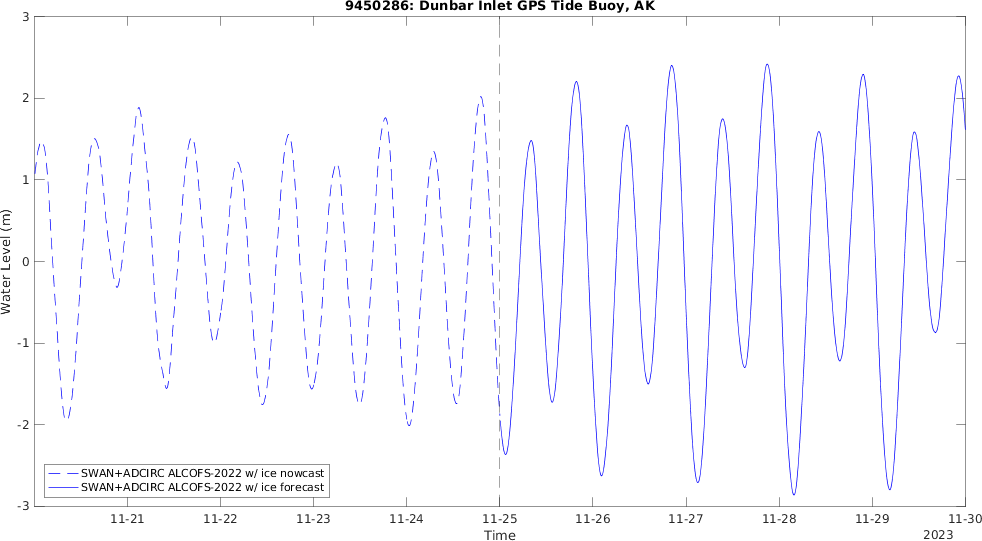 9450286: Dunbar Inlet GPS Tide Buoy, AK
3
2
1
0
-1
-2
-3
Water Level (m)
SWAN+ADCIRC ALCOFS-2022 w/ ice nowcast
SWAN+ADCIRC ALCOFS-2022 w/ ice forecast
11-21 11-22 11-23 11-24 11-25 11-26 11-27 11-28 11-29 11-30
Time
2023